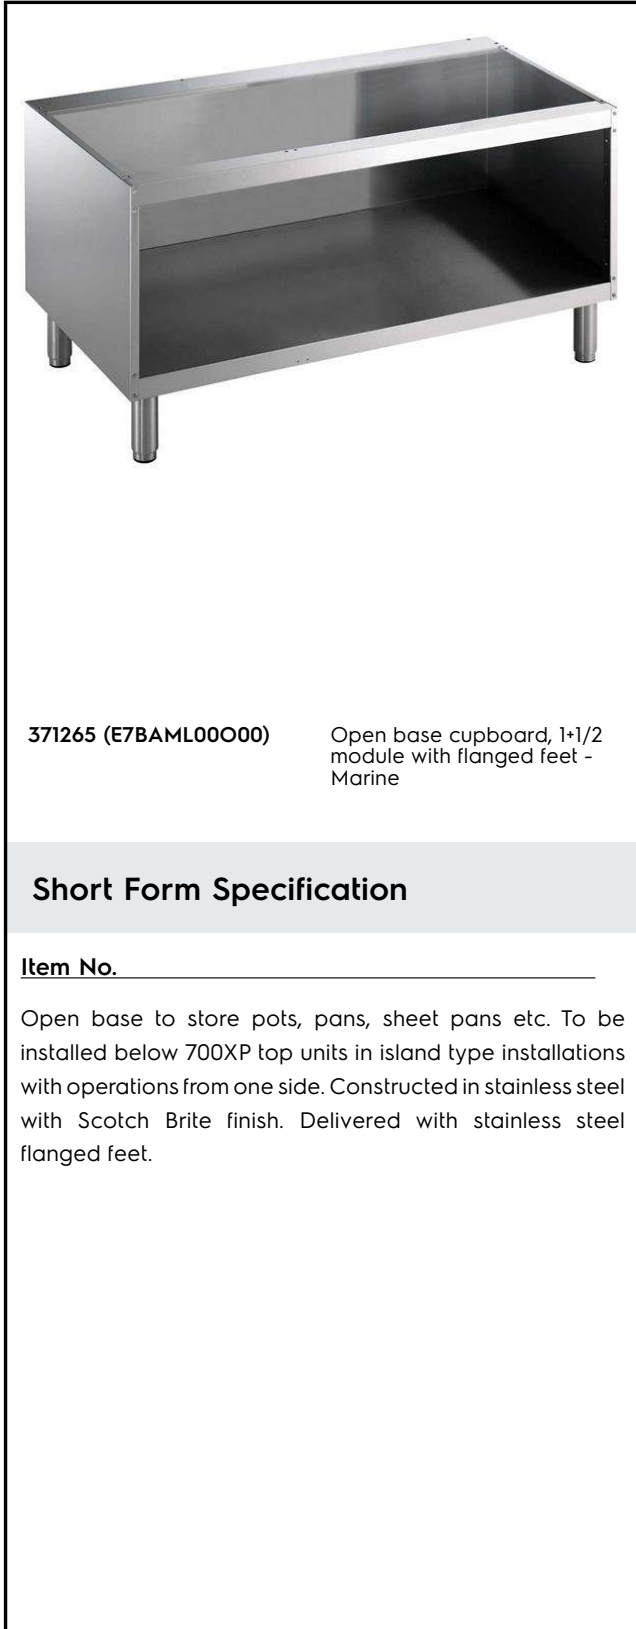 371265 (E7BAML00O00)
Open base cupboard, 1+1/2
module with flanged feet -
Marine
Short Form Specification
Item No.
Open base to store pots, pans, sheet pans etc. To be
installed below 700XP top units in island type installations
with operations from one side. Constructed in stainless steel
with Scotch Brite finish. Delivered with stainless steel
flanged feet.